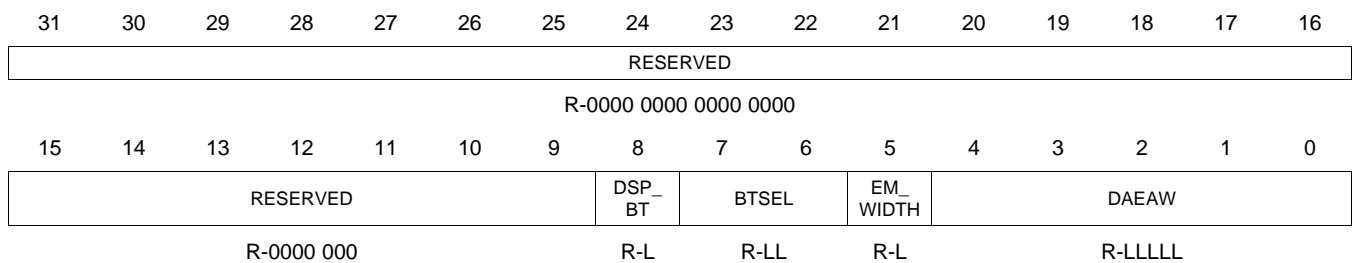 31 30 29 28 27 26 25 24 23 22 21 20 19 18 17 16
RESERVED
R-0000 0000 0000 0000
15 14 13 12 11 10 9 8 7 6 5 4 3 2 1 0
RESERVED DSP_ BT BTSEL EM_ WIDTH DAEAW
R-0000 000 R-L R-LL R-L R-LLLLL